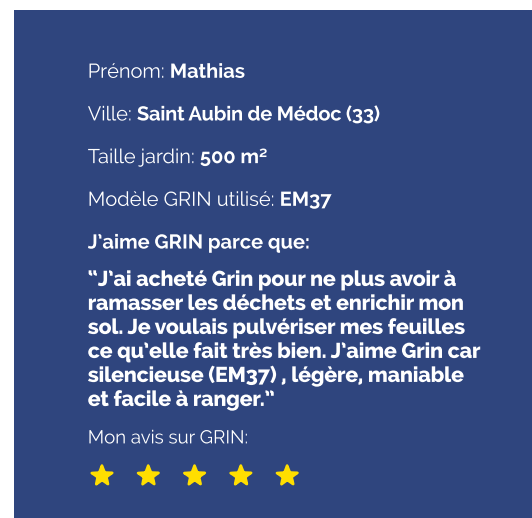 Prénom: Mathias
Ville: Saint Aubin de Médoc (33)
Taille jardin: 500 m²
Modèle GRIN utilisé: EM37
J'aime GRIN parce que:
"J'ai acheté Grin pour ne plus avoir à
ramasser les déchets et enrichir mon
sol. Je voulais pulvériser mes feuilles
ce qu'elle fait très bien. J'aime Grin car
silencieuse (EM37) , légère, maniable
et facile à ranger."
Mon avis sur GRIN: